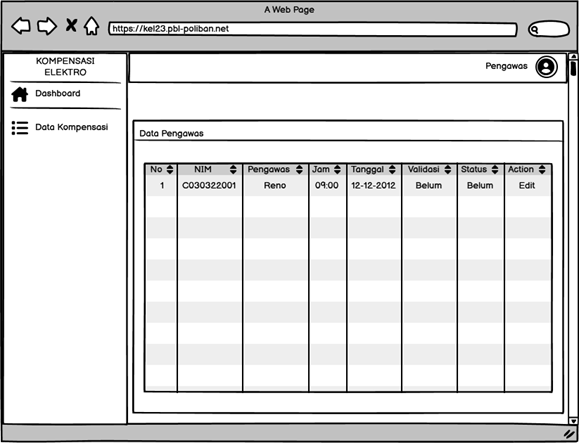 A Web Page
https://kel23.pbl-poliban.net
KOMPENSASI
ELEKTRO
Pengawas
Dashboard
Data Kompensasi
Data Pengawas
No NIM Pengawas Jam Tanggal Validasi Status Action
1 C030322001 Reno 09:00 12-12-2012 Belum Belum Edit